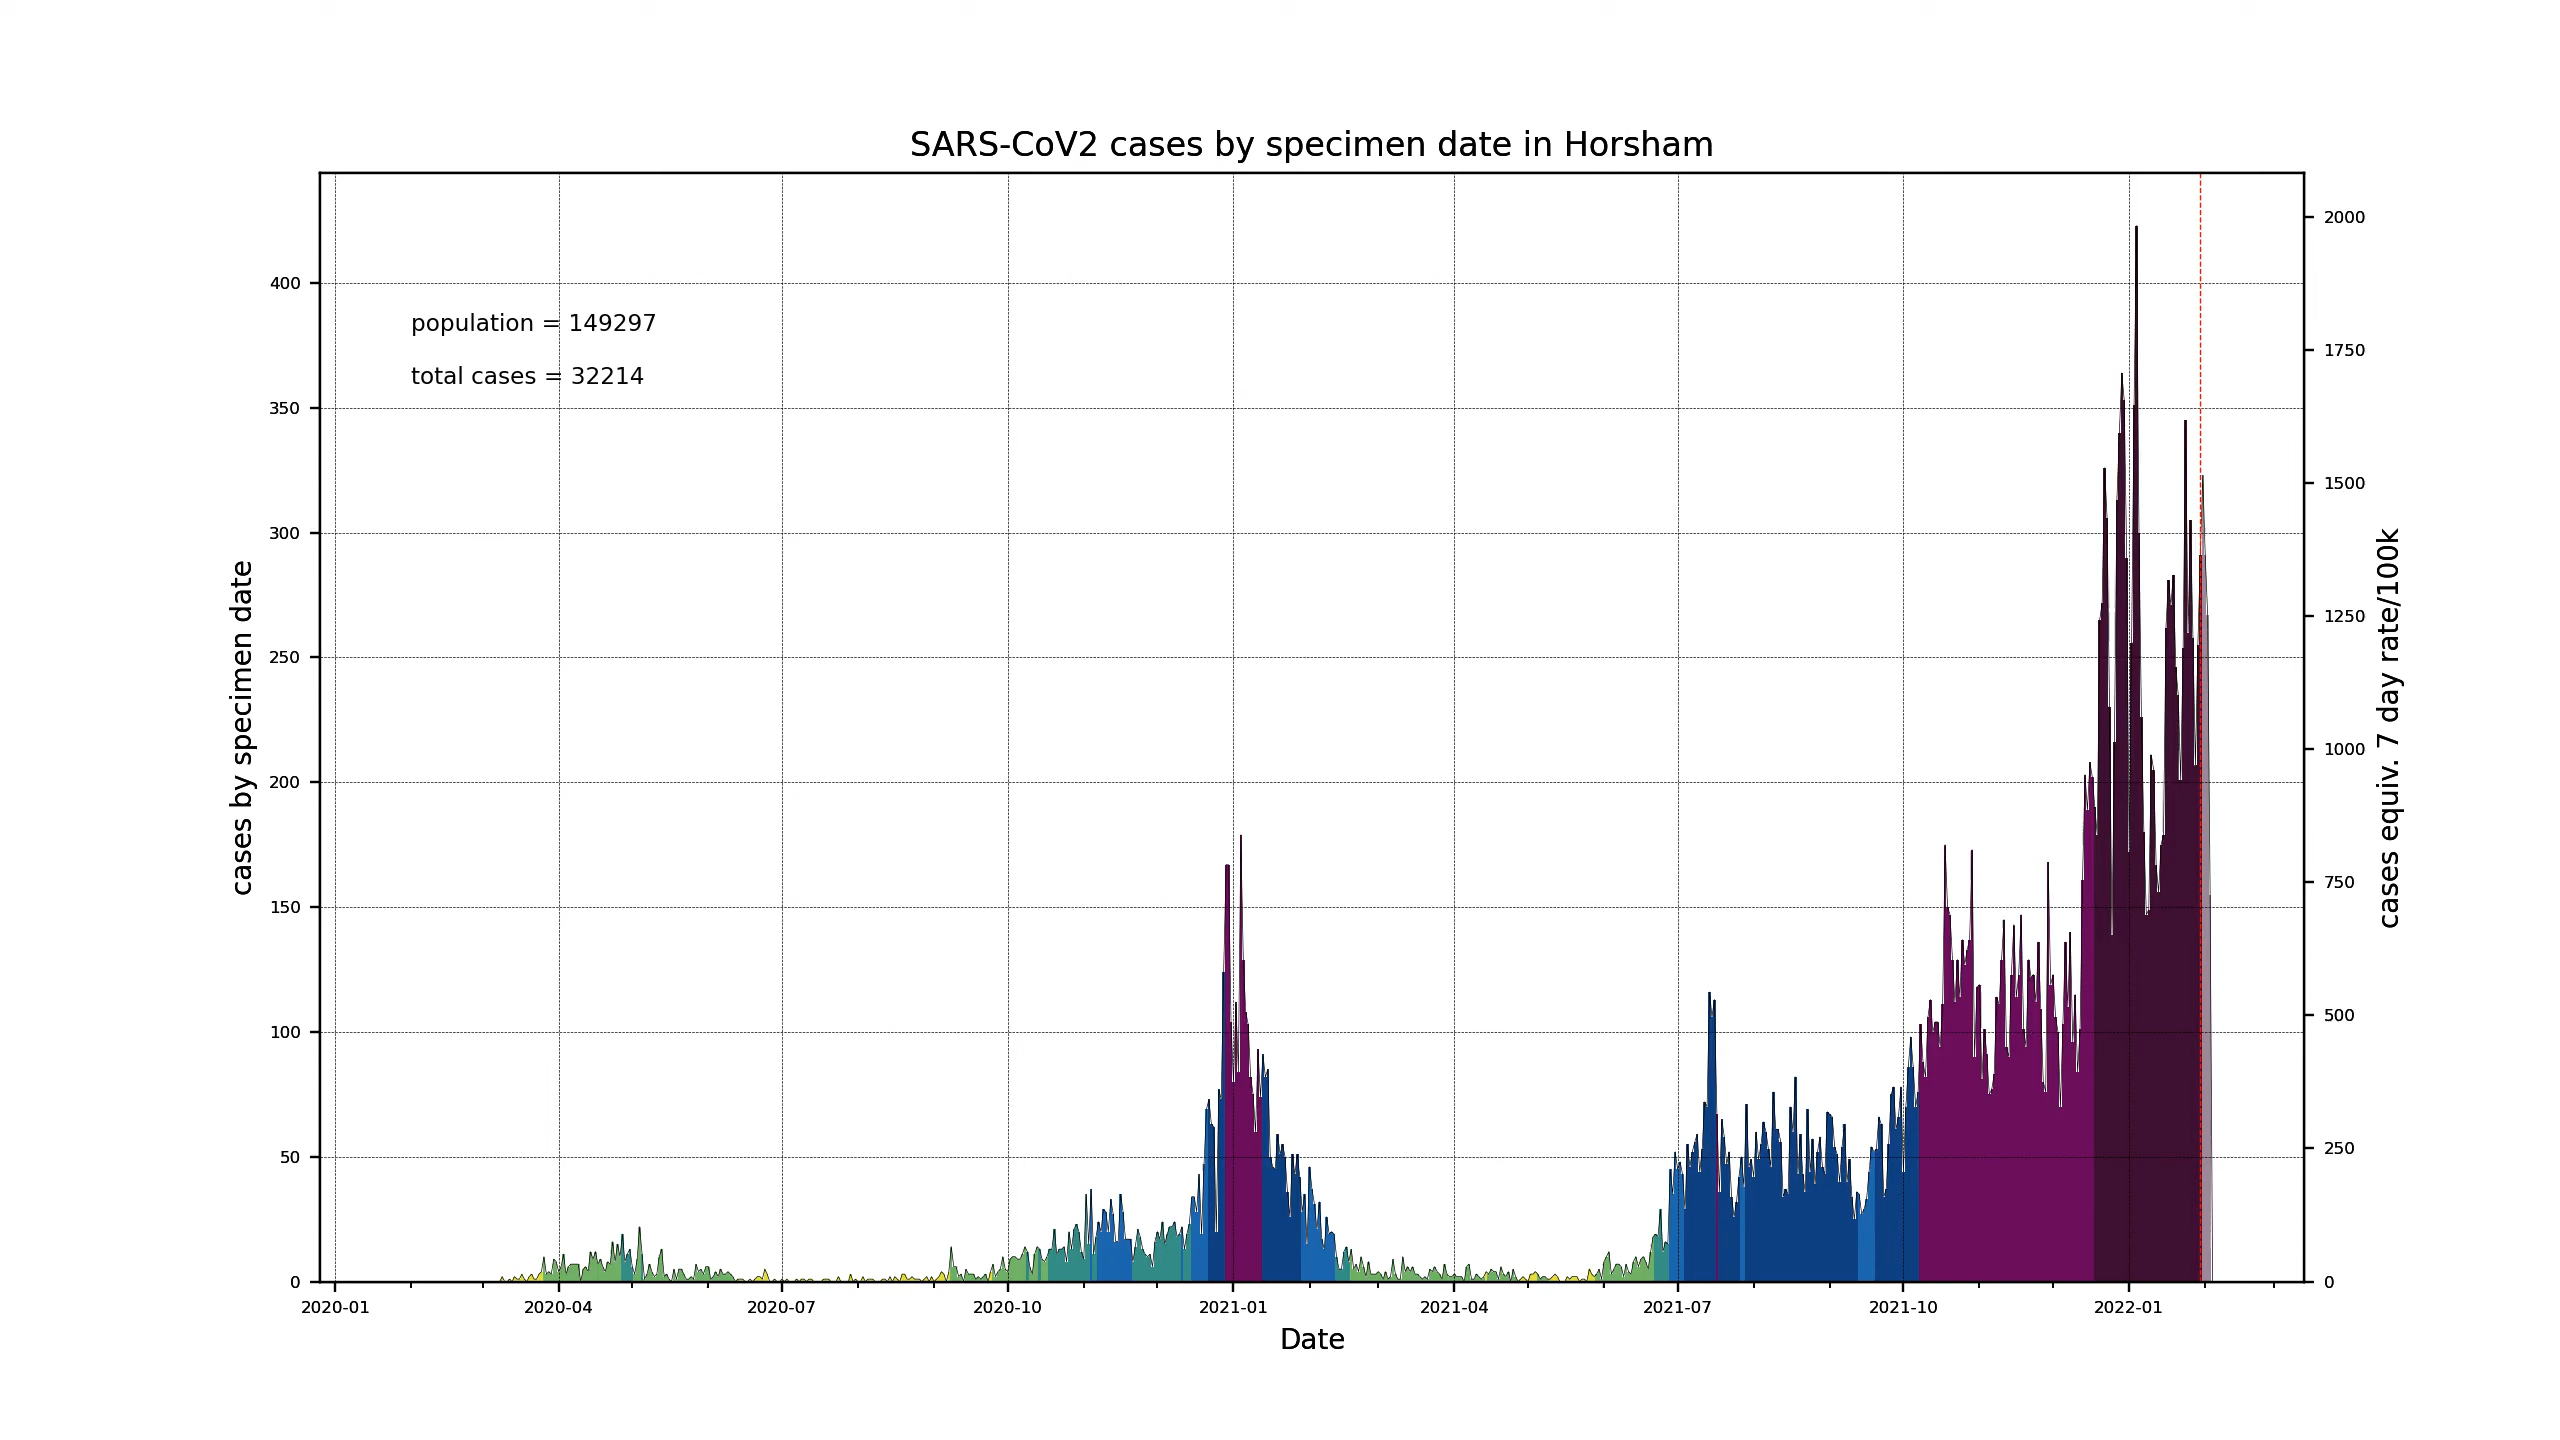 SARS-CoV2 cases by specimen date in Horsham
population = 149297
total cases = 32214
cases by specimen date
400
350
300
250
200
150
100
50
0
2000
1750
1500
1250
1000
750
500
250
0
cases equiv. 7 day rate/100k
2020-01 2020-04 2020-07 2020-10 2021-01 2021-04 2021-07 2021-10 2022-01
Date